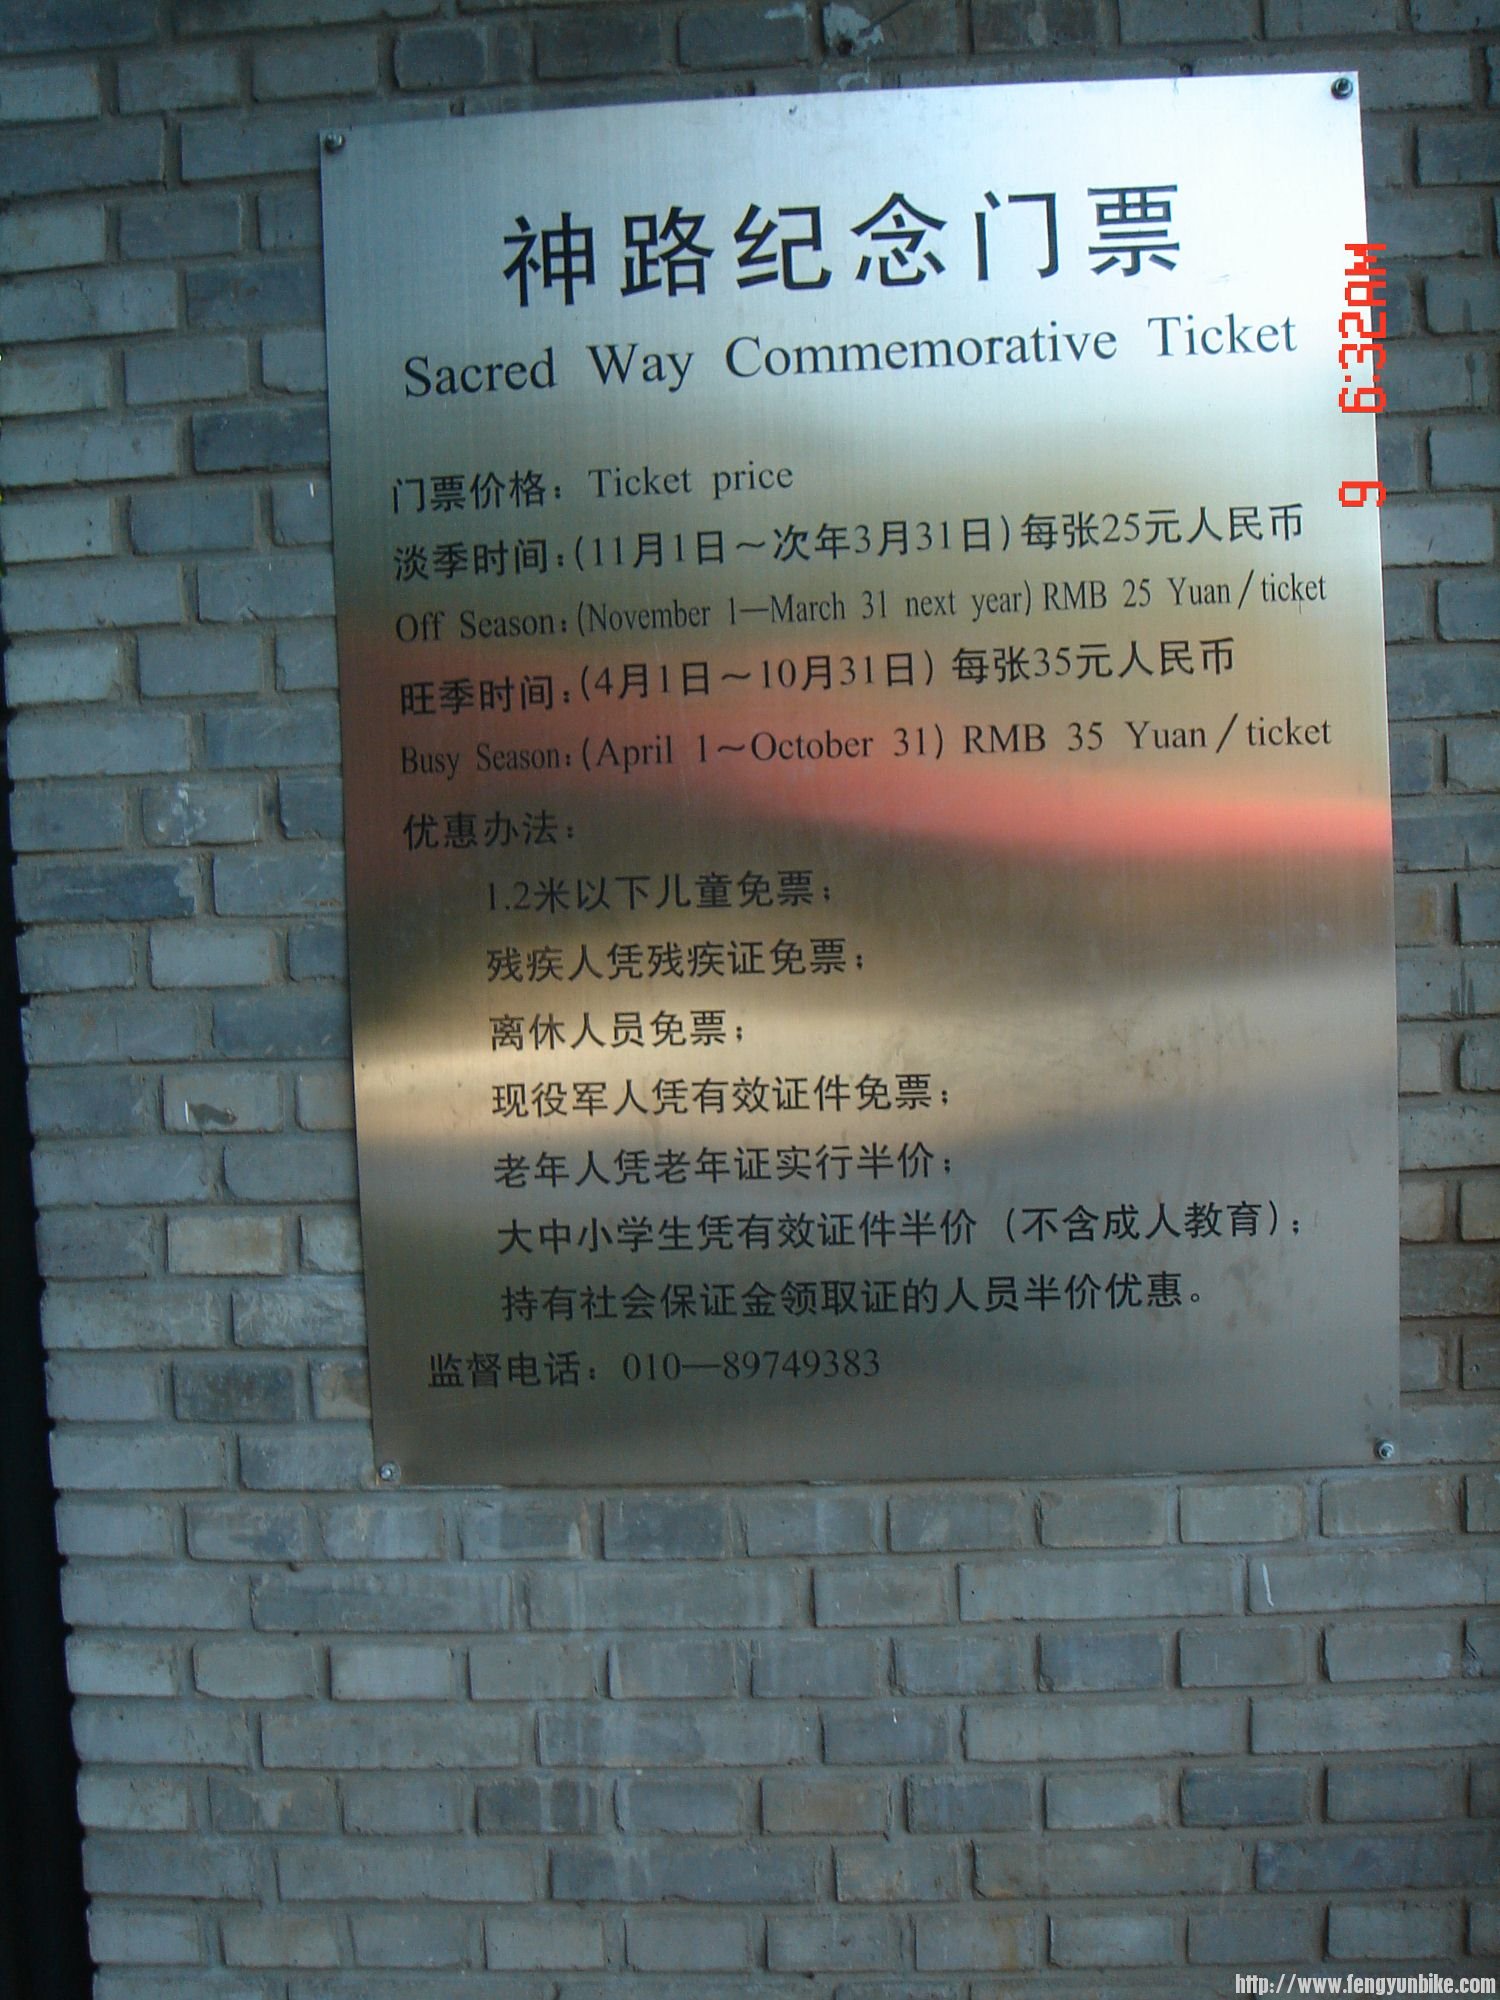 神路纪念门票
Sacred Way Commemorative Ticket
门票价格：Ticket price
淡季时间：(11月1日～次年3月31日)每张25元人民币
Off Season：(November 1—March 31 next year) RMB 25 Yuan/ticket
旺季时间：(4月1日～10月31日) 每张35元人民币
Busy Season：(April 1～October 31) RMB 35 Yuan/ticket
优惠办法：
1.2米以下儿童免票；
残疾人凭残疾证免票；
离休人员免票；
现役军人凭有效证件免票；
老年人凭老年证实行半价；
大中小学生凭有效证件半价（不含成人教育）；
持有社会保证金领取证的人员半价优惠。
监督电话：010—89749383
6 6:32AM
http://www.fengyunbike.com